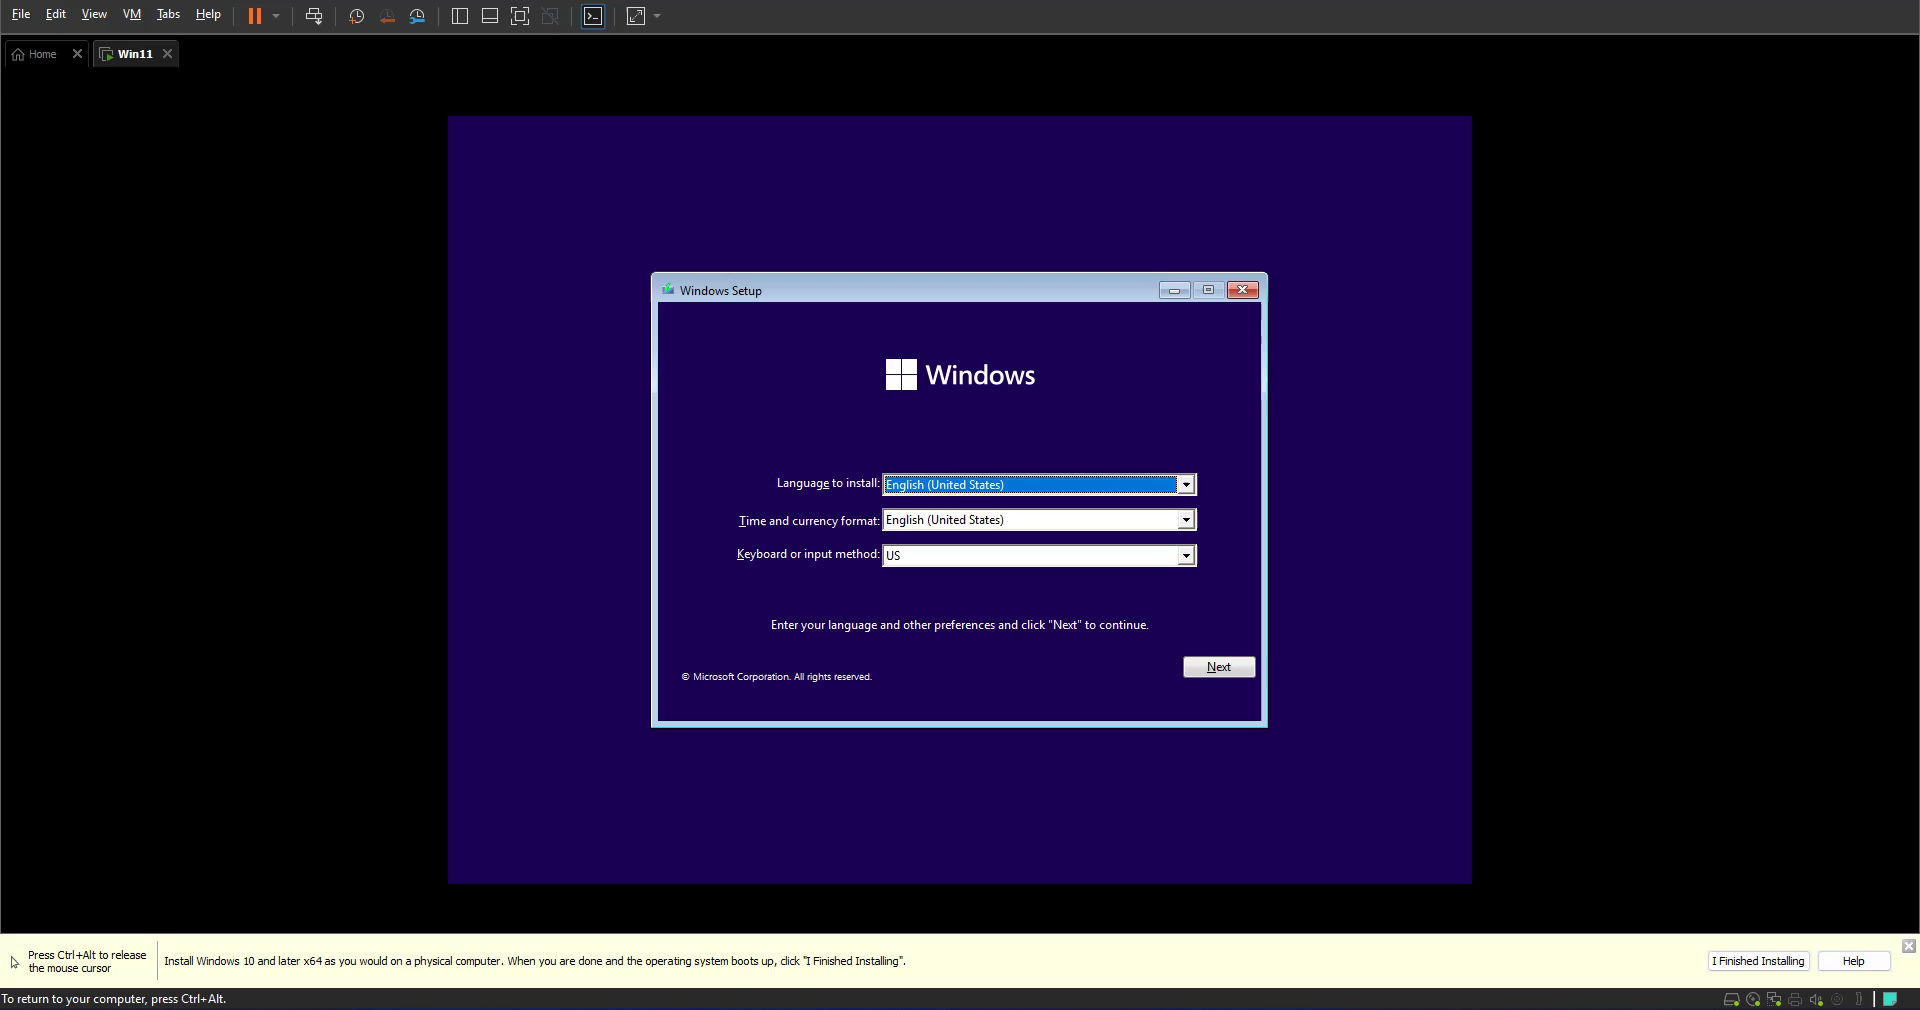 File Edit View VM Tabs Help
Home Win11
Windows Setup
Windows
Language to install: English (United States)
Time and currency format: English (United States)
Keyboard or input method: US
Enter your language and other preferences and click "Next" to continue.
Next
© Microsoft Corporation. All rights reserved.
Press Ctrl+Alt to release
the mouse cursor
Install Windows 10 and later x64 as you would on a physical computer. When you are done and the operating system boots up, click "I Finished Installing".
I Finished Installing Help
To return to your computer, press Ctrl+Alt.